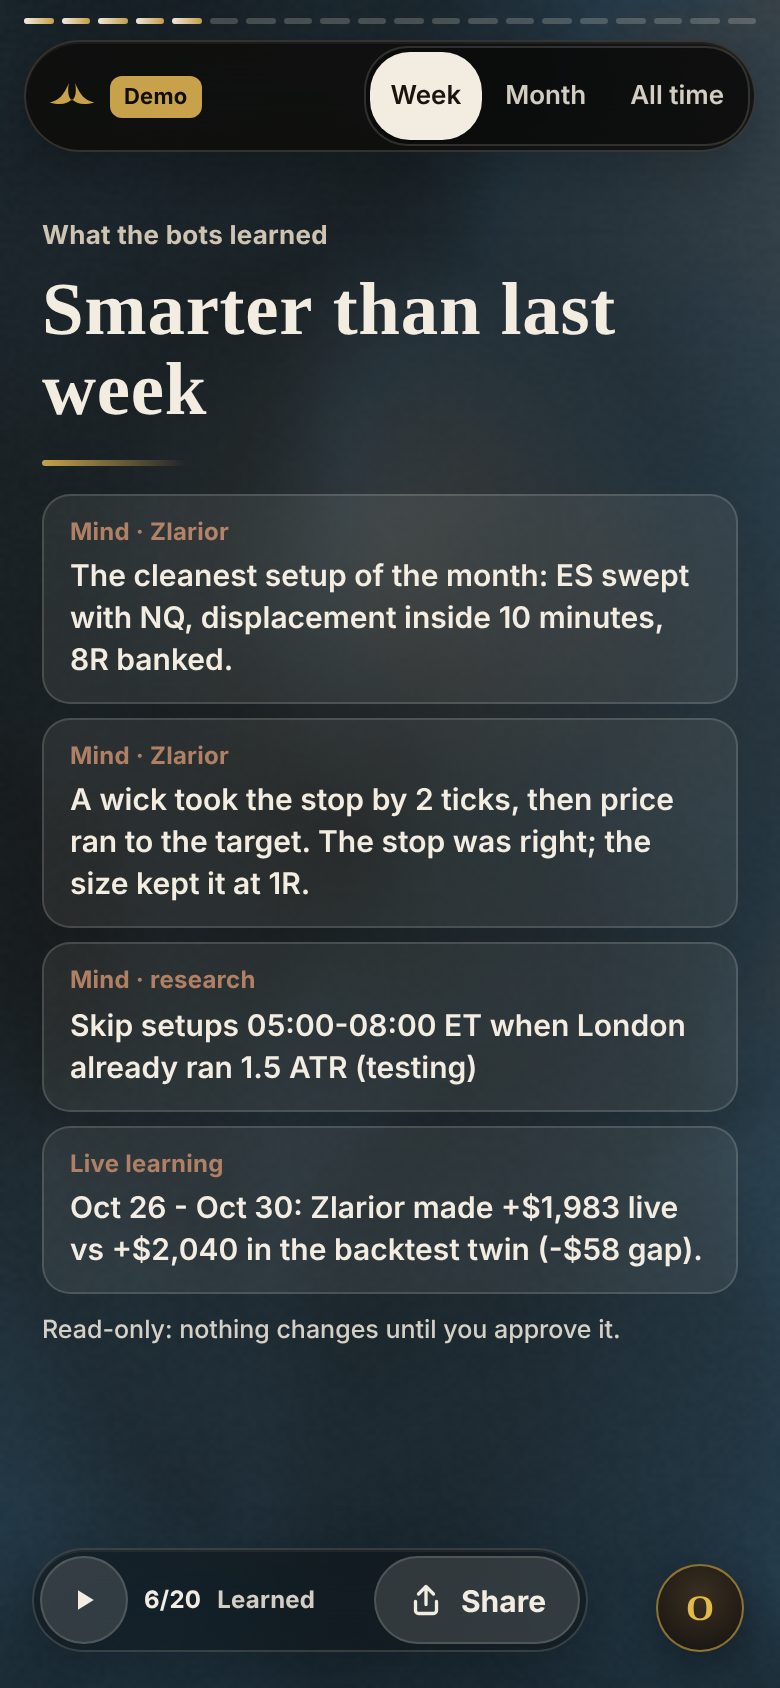 Demo
Week Month All time
What the bots learned
Smarter than last
week
Mind · Zlarior
The cleanest setup of the month: ES swept
with NQ, displacement inside 10 minutes,
8R banked.
Mind · Zlarior
A wick took the stop by 2 ticks, then price
ran to the target. The stop was right; the
size kept it at 1R.
Mind · research
Skip setups 05:00-08:00 ET when London
already ran 1.5 ATR (testing)
Live learning
Oct 26 - Oct 30: Zlarior made +$1,983 live
vs +$2,040 in the backtest twin (-$58 gap).
Read-only: nothing changes until you approve it.
6/20 Learned
Share
O